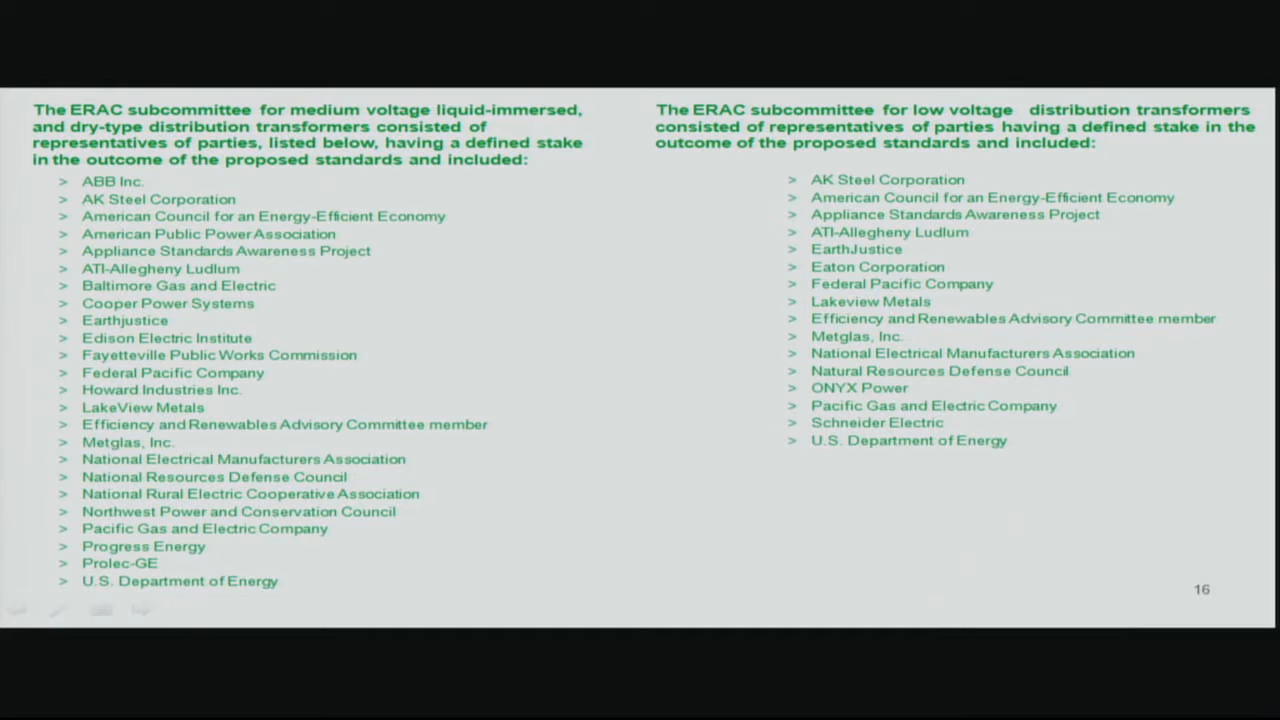 The ERAC subcommittee for medium voltage liquid-immersed,
and dry-type distribution transformers consisted of
representatives of parties, listed below, having a defined stake
in the outcome of the proposed standards and included:
> ABB Inc.
> AK Steel Corporation
> American Council for an Energy-Efficient Economy
> American Public Power Association
> Appliance Standards Awareness Project
> ATI-Allegheny Ludlum
> Baltimore Gas and Electric
> Cooper Power Systems
> Earthjustice
> Edison Electric Institute
> Fayetteville Public Works Commission
> Federal Pacific Company
> Howard Industries Inc.
> LakeView Metals
> Efficiency and Renewables Advisory Committee member
> Metglas, Inc.
> National Electrical Manufacturers Association
> National Resources Defense Council
> National Rural Electric Cooperative Association
> Northwest Power and Conservation Council
> Pacific Gas and Electric Company
> Progress Energy
> Prolec-GE
> U.S. Department of Energy
The ERAC subcommittee for low voltage distribution transformers
consisted of representatives of parties having a defined stake in the
outcome of the proposed standards and included:
> AK Steel Corporation
> American Council for an Energy-Efficient Economy
> Appliance Standards Awareness Project
> ATI-Allegheny Ludlum
> EarthJustice
> Eaton Corporation
> Federal Pacific Company
> Lakeview Metals
> Efficiency and Renewables Advisory Committee member
> Metglas, Inc.
> National Electrical Manufacturers Association
> Natural Resources Defense Council
> ONYX Power
> Pacific Gas and Electric Company
> Schneider Electric
> U.S. Department of Energy
16